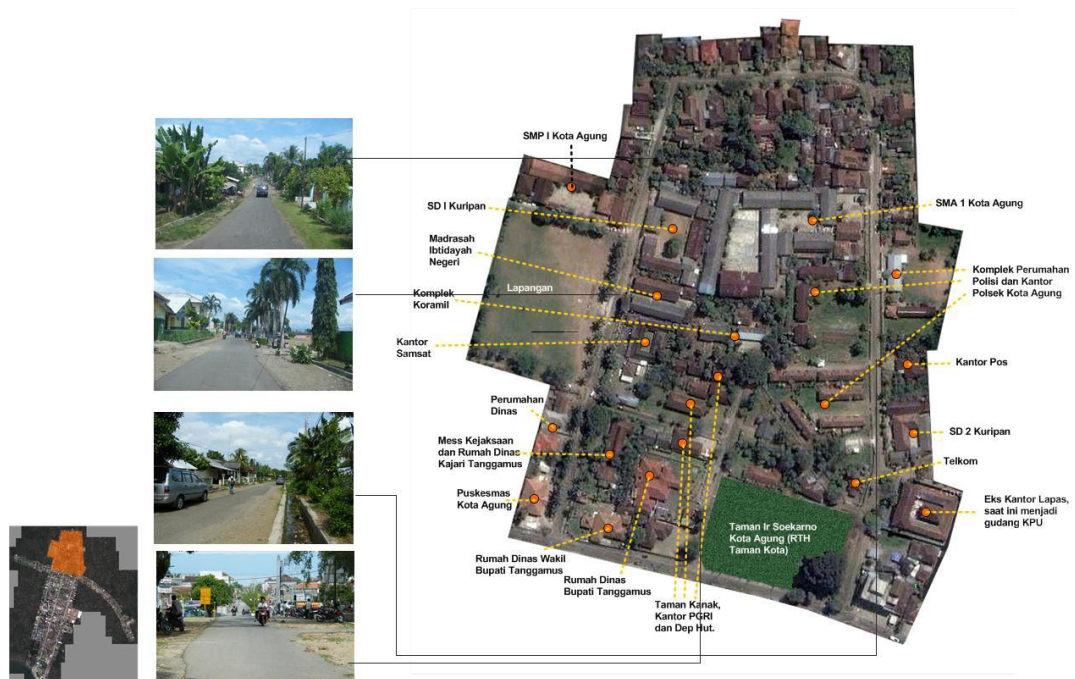 SMP I Kota Agung
SD I Kuripan
Madrasah
Ibtidayah
Negeri
Lapangan
Komplek
Koramil
Kantor
Samsat
Perumahan
Dinas
Mess Kejaksaan
dan Rumah Dinas
Kajari Tanggamus
Puskesmas
Kota Agung
Rumah Dinas Wakil
Bupati Tanggamus
Rumah Dinas
Bupati Tanggamus
Taman Kanak,
Kantor PGRI
dan Dep Hut.
Taman Ir Soekarno
Kota Agung (RTH
Taman Kota)
SMA 1 Kota Agung
Komplek Perumahan
Polisi dan Kantor
Polsek Kota Agung
Kantor Pos
SD 2 Kuripan
Telkom
Eks Kantor Lapas,
saat ini menjadi
gudang KPU